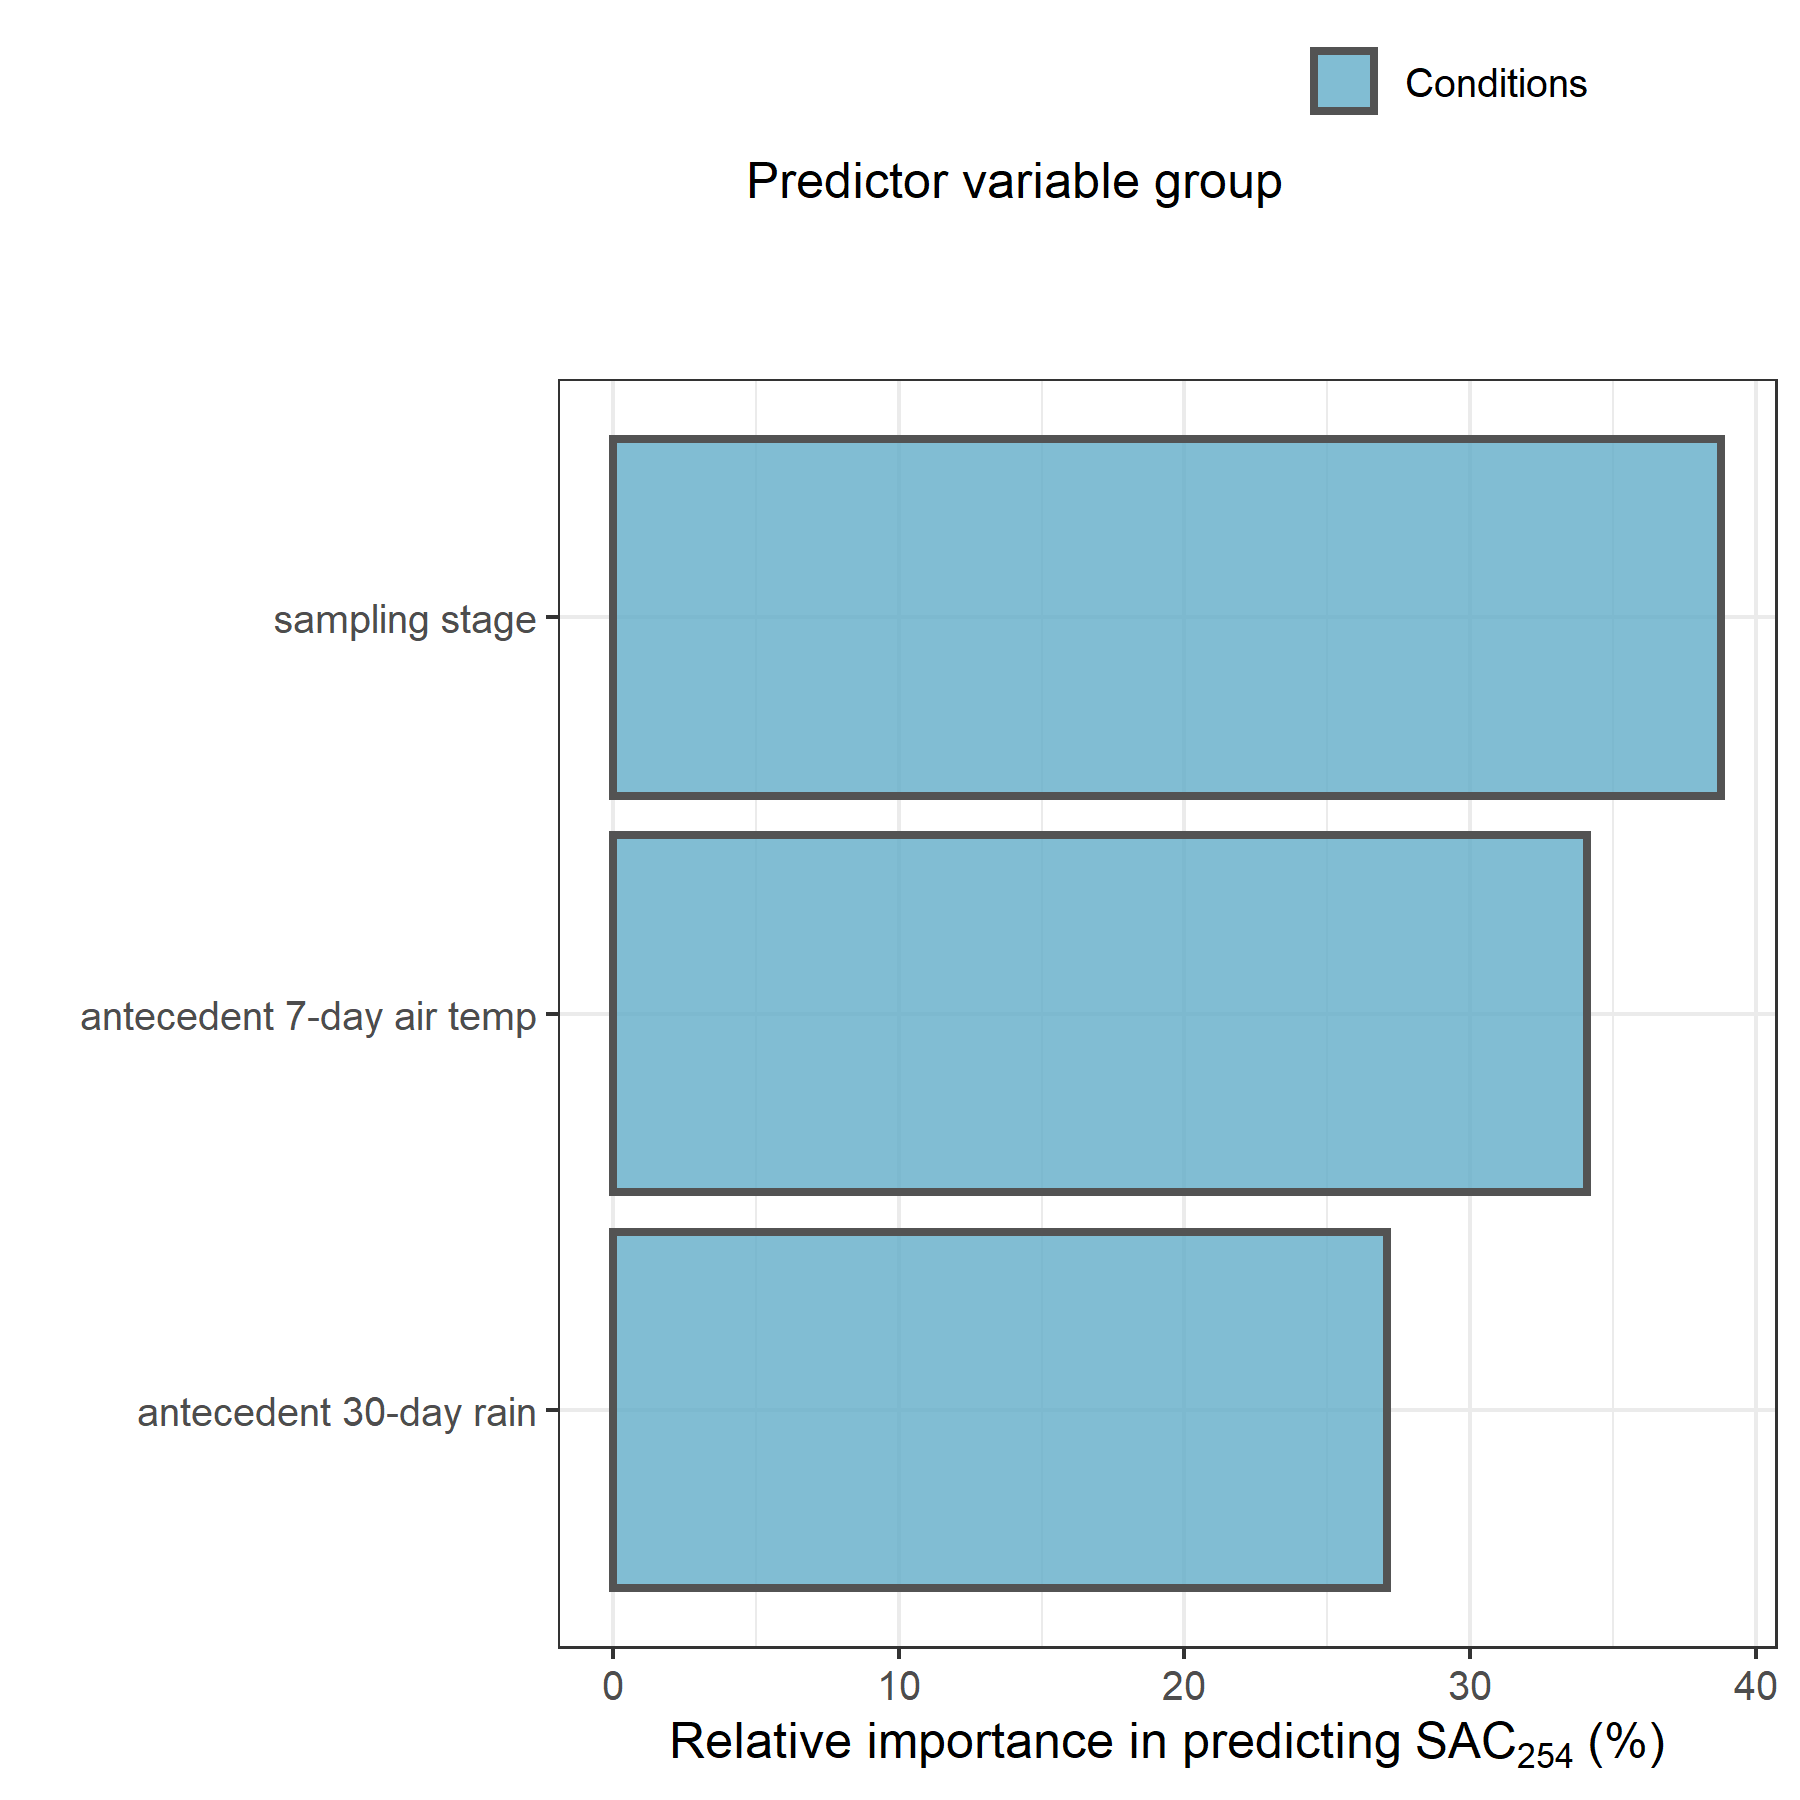 Conditions
Predictor variable group
sampling stage
antecedent 7-day air temp
antecedent 30-day rain
0 10 20 30 40
Relative importance in predicting SAC₂₅₄ (%)